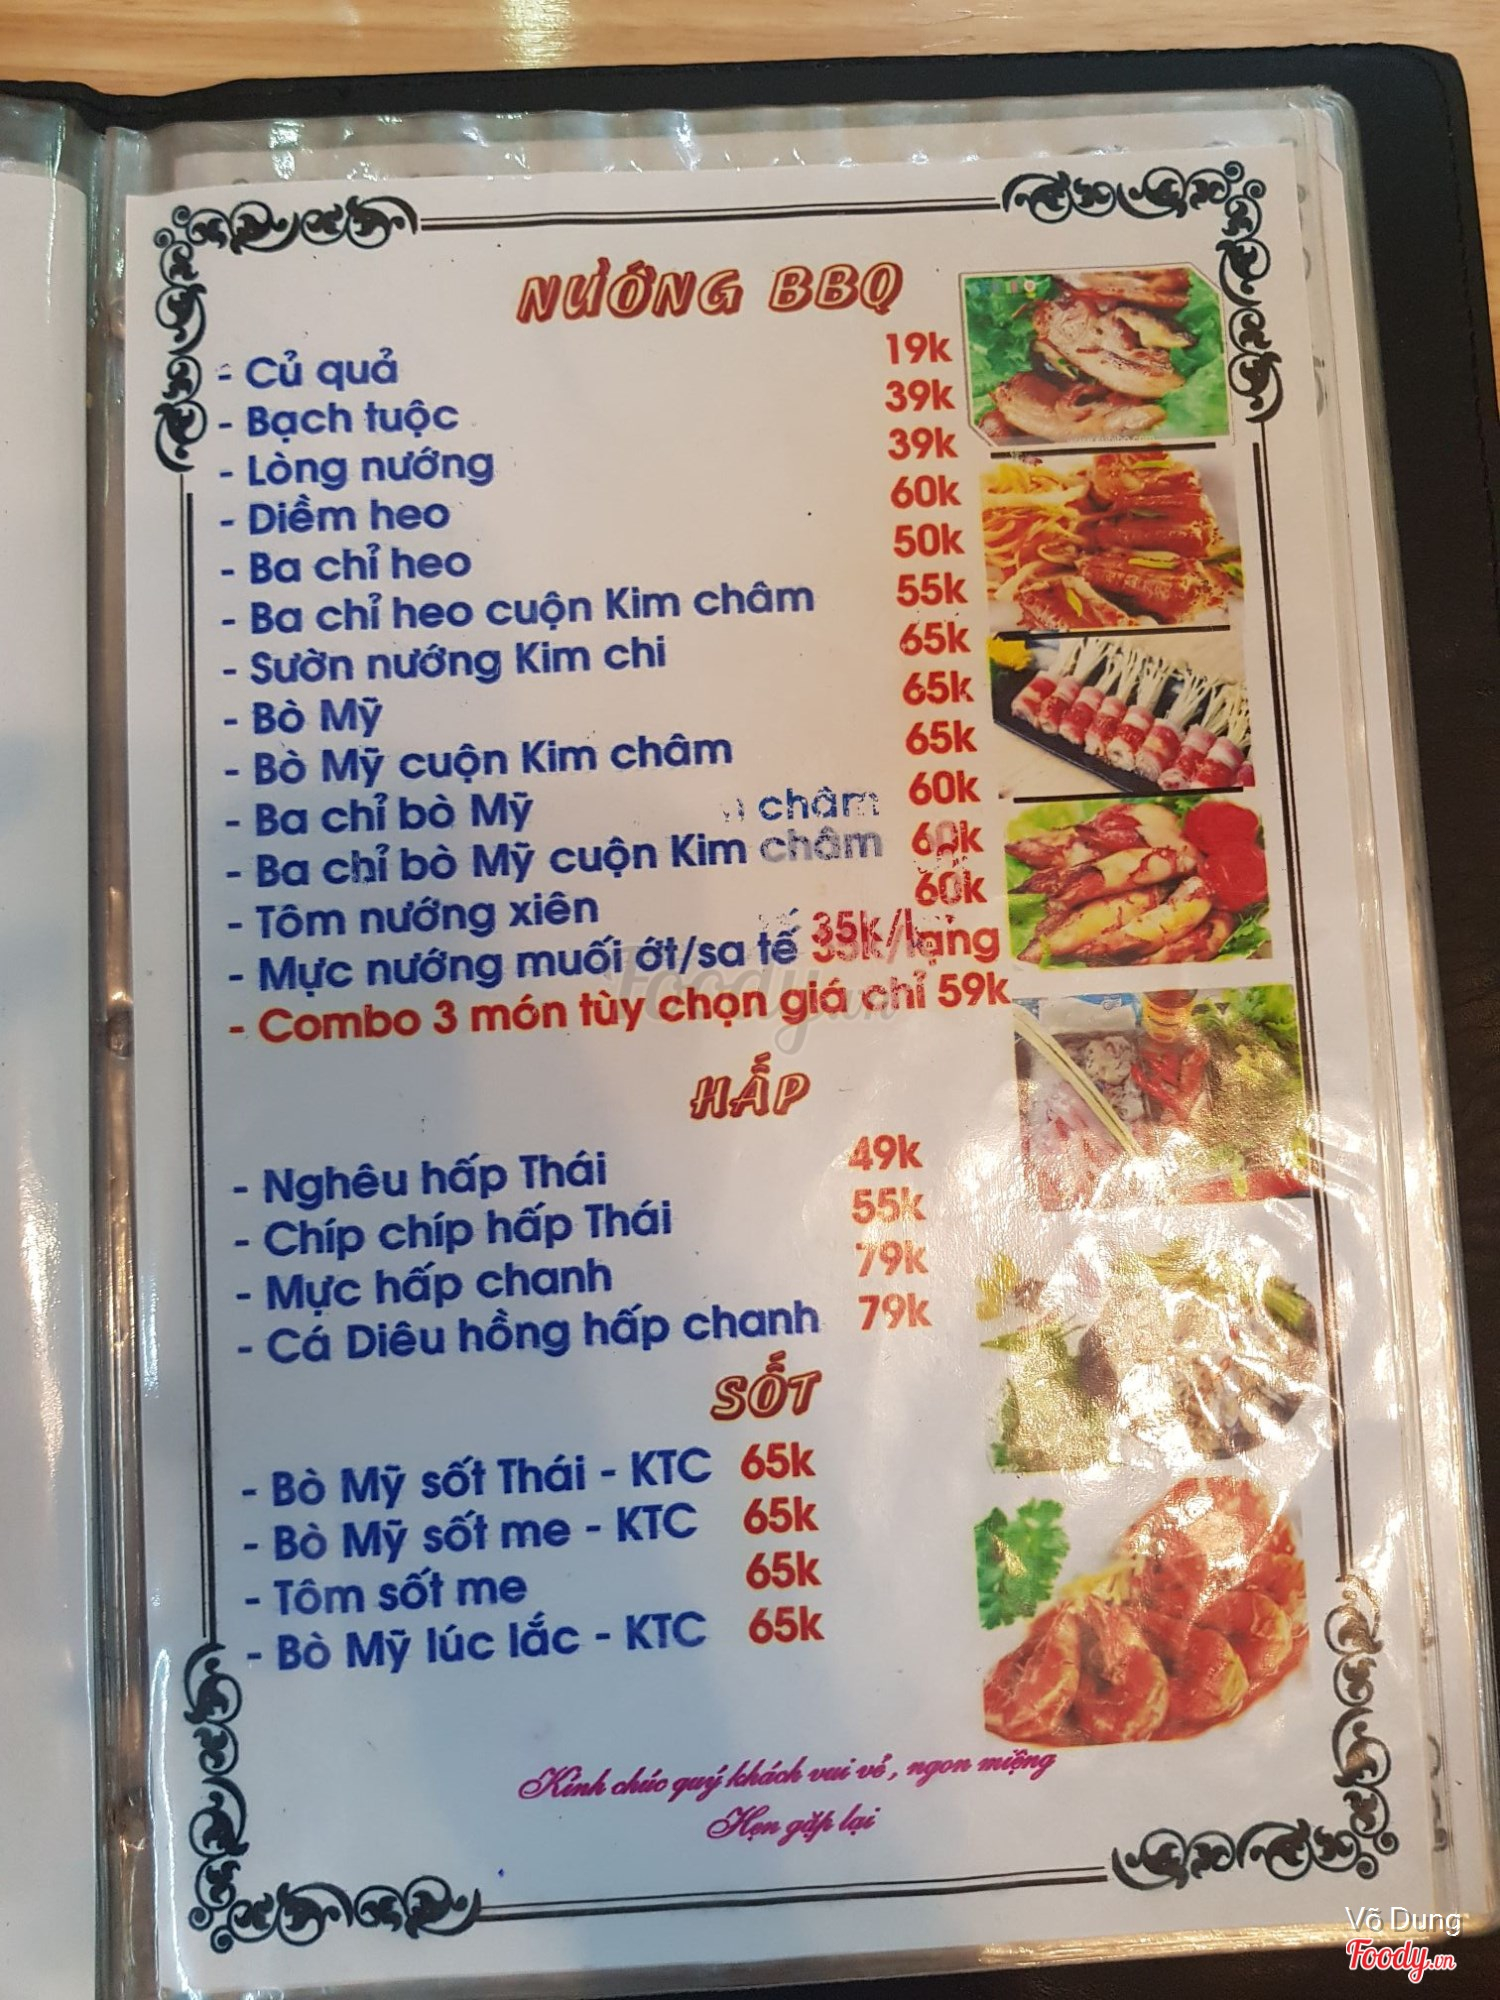 NƯỚNG BBQ
- Củ quả 19k
- Bạch tuộc 39k
- Lòng nướng 39k
- Diềm heo 60k
- Ba chỉ heo 50k
- Ba chỉ heo cuộn Kim châm 55k
- Sườn nướng Kim chi 65k
- Bò Mỹ 65k
- Bò Mỹ cuộn Kim châm 65k
- Ba chỉ bò Mỹ 60k
châm
- Ba chỉ bò Mỹ cuộn Kim châm 60k
- Tôm nướng xiên 60k
- Mực nướng muối ớt/sa tế 35k/lạng
- Combo 3 món tùy chọn giá chỉ 59k
HẤP
- Nghêu hấp Thái 49k
- Chíp chíp hấp Thái 55k
- Mực hấp chanh 79k
- Cá Diêu hồng hấp chanh 79k
SỐT
- Bò Mỹ sốt Thái - KTC 65k
- Bò Mỹ sốt me - KTC 65k
- Tôm sốt me 65k
- Bò Mỹ lúc lắc - KTC 65k
Kính chúc quý khách vui vẻ, ngon miệng
Hẹn gặp lại
Foody.vn
Võ Dung
Foody.vn